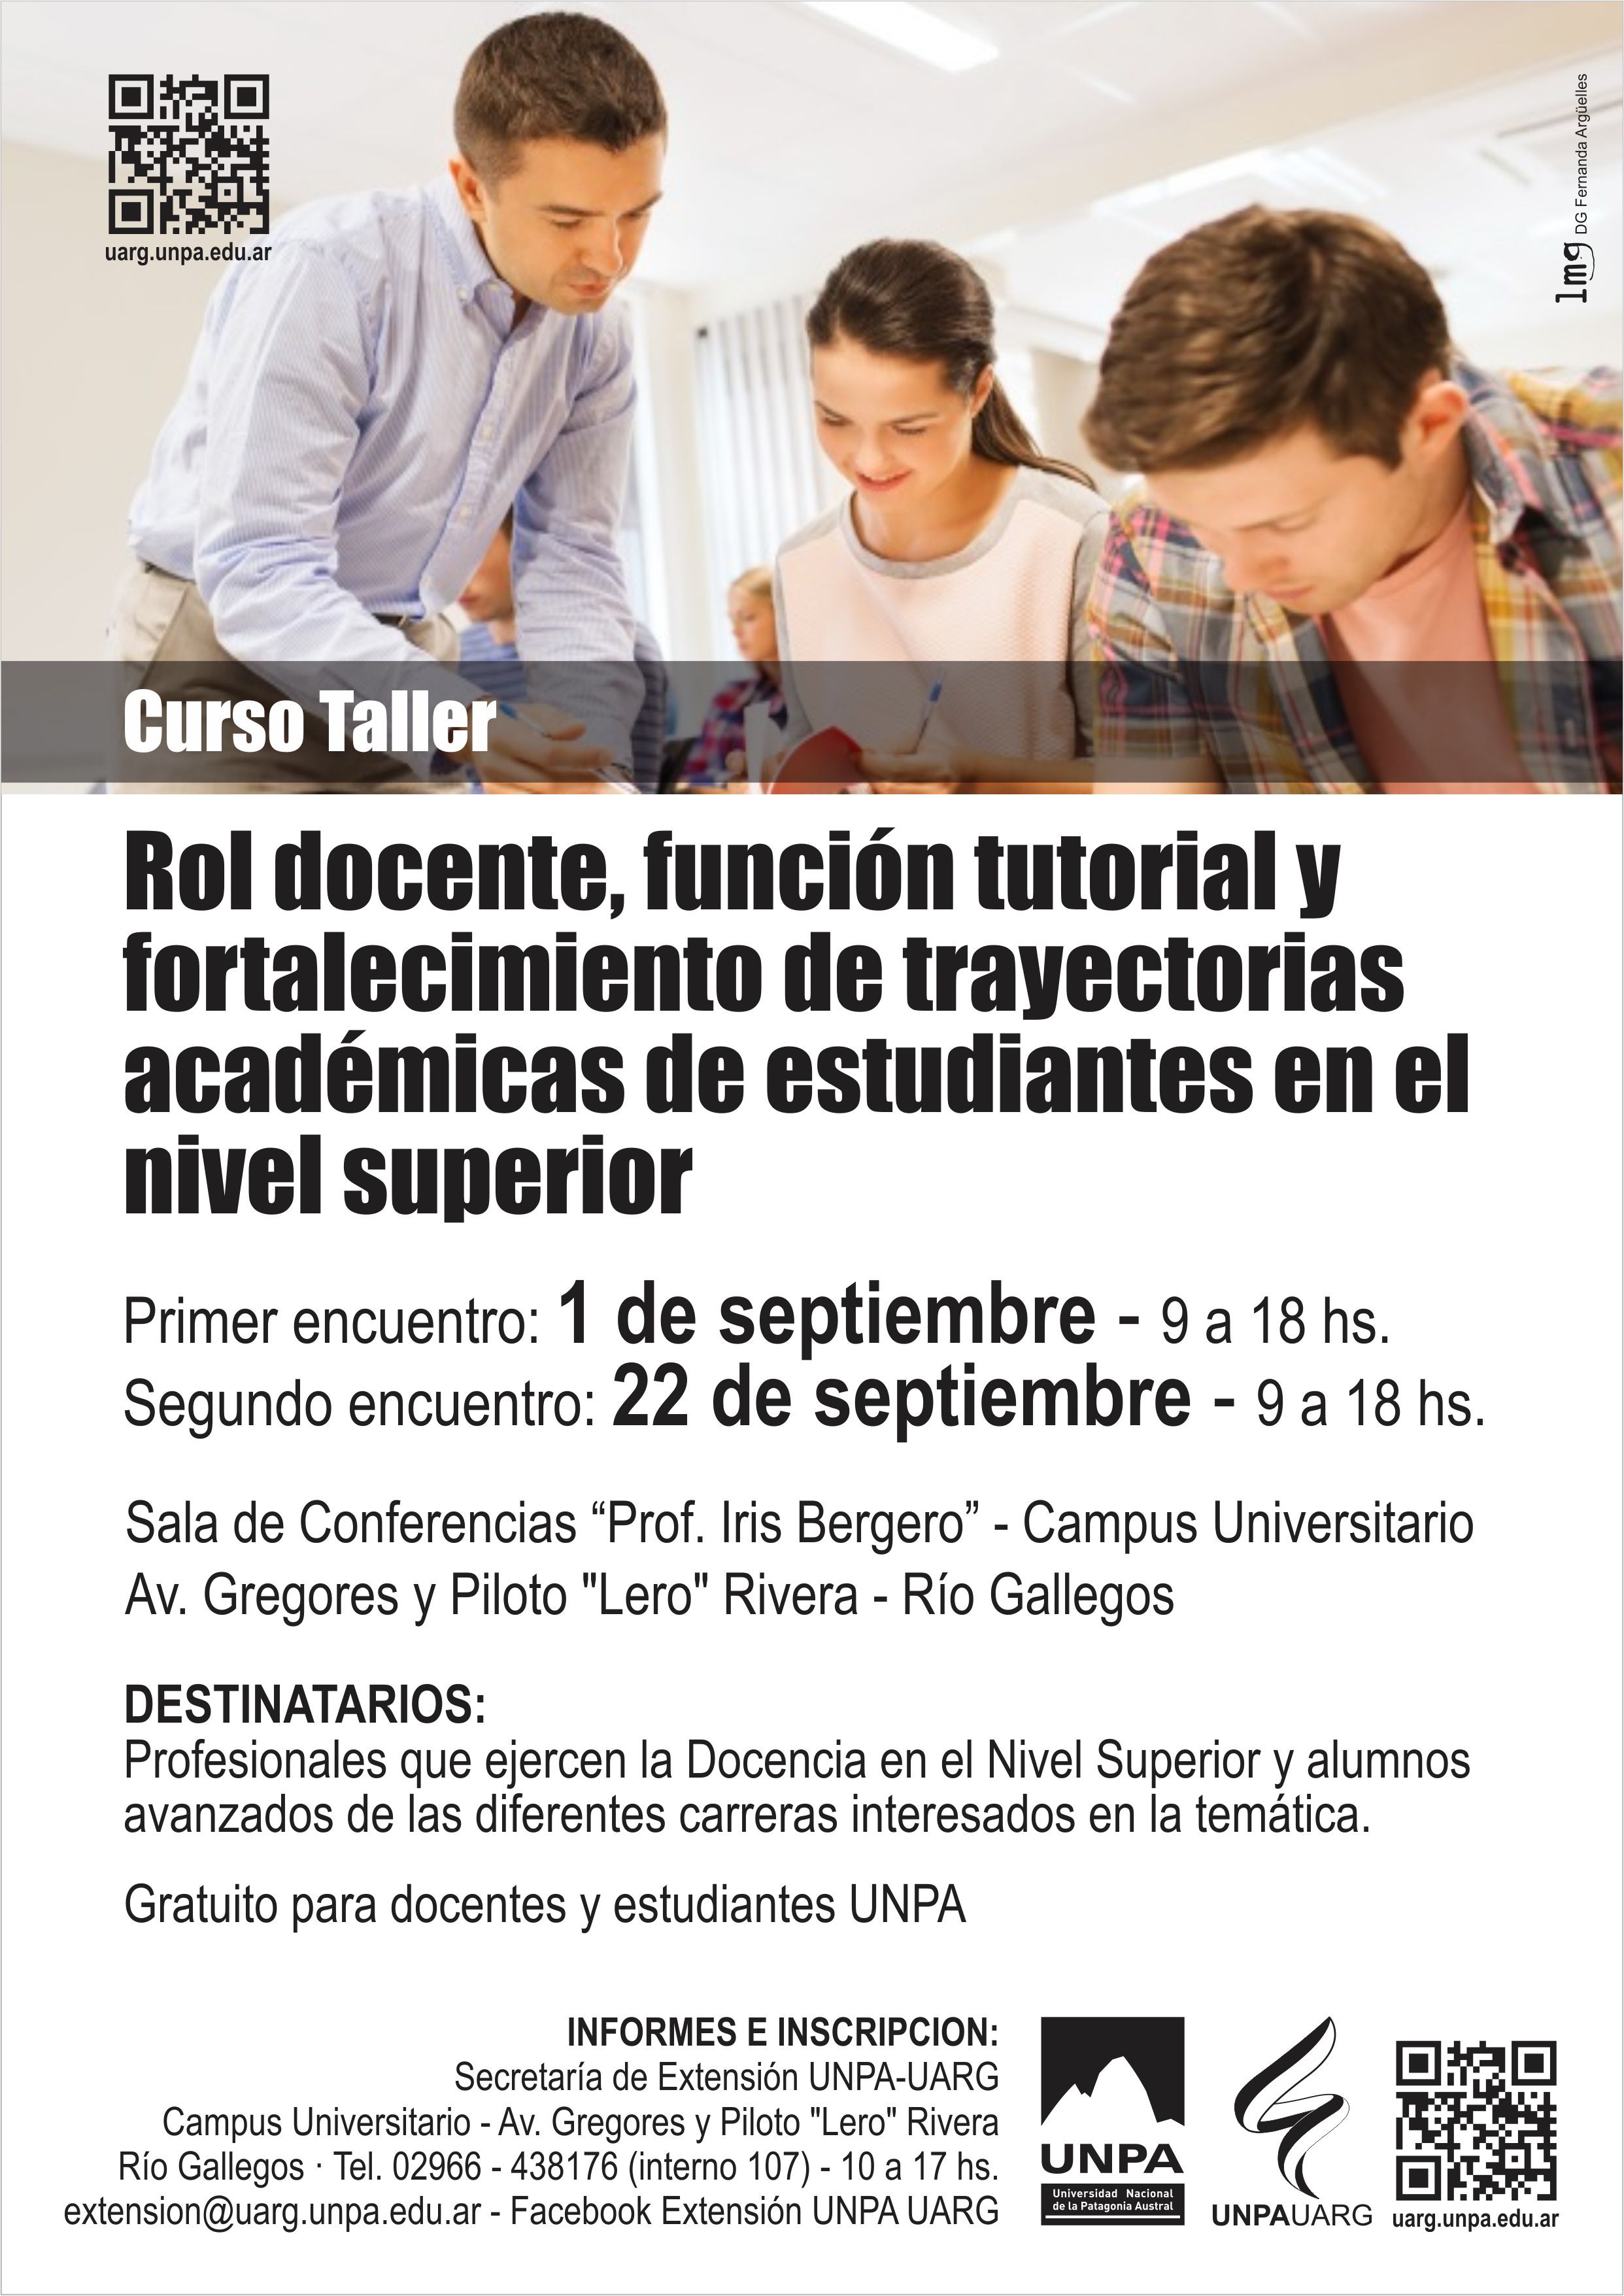 uarg.unpa.edu.ar
lmg DG Fernanda Argüelles
Curso Taller
Rol docente, función tutorial y
fortalecimiento de trayectorias
académicas de estudiantes en el
nivel superior
Primer encuentro: 1 de septiembre - 9 a 18 hs.
Segundo encuentro: 22 de septiembre - 9 a 18 hs.
Sala de Conferencias “Prof. Iris Bergero” - Campus Universitario
Av. Gregores y Piloto "Lero" Rivera - Río Gallegos
DESTINATARIOS:
Profesionales que ejercen la Docencia en el Nivel Superior y alumnos
avanzados de las diferentes carreras interesados en la temática.
Gratuito para docentes y estudiantes UNPA
INFORMES E INSCRIPCION:
Secretaría de Extensión UNPA-UARG
Campus Universitario - Av. Gregores y Piloto "Lero" Rivera
Río Gallegos · Tel. 02966 - 438176 (interno 107) - 10 a 17 hs.
extension@uarg.unpa.edu.ar - Facebook Extensión UNPA UARG
UNPA
Universidad Nacional
de la Patagonia Austral
UNPAUARG
uarg.unpa.edu.ar